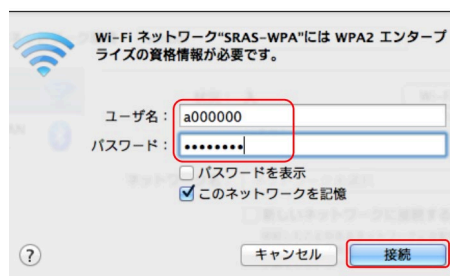 Wi-Fi ネットワーク"SRAS-WPA"には WPA2 エンタープ
ライズの資格情報が必要です。
ユーザ名：a000000
パスワード：••••••••
パスワードを表示
このネットワークを記憶
? キャンセル 接続